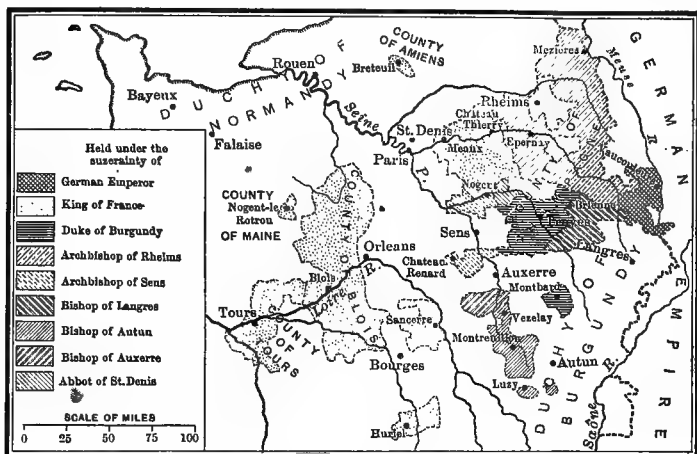 GERMAN
EMPIRE
COUNTY
OF AMIENS
Breteuil
Rouen
Bayeux
DUCHY OF
NORMANDY
Falaise
Seine
Mezieres
Meuse
R
Rheims
Chateau
Thierry
Epernay
St.Denis
Meaux
Paris
COUNTY
Nogent-le
Rotrou
OF MAINE
COUNTY OF BLOIS
Orleans
Sens
Chateau
Renard
Auxerre
Langres
Montbard
Vezelay
Blois
Loire
R.
Tours
COUNTY
OF
TOURS
Sancerre
Bourges
Montreuillon
Autun
Luzy
DUCHY OF
BURGUNDY
Saône R.
Huriel
Held under the
suzerainty of
German Emperor
King of France
Duke of Burgundy
Archbishop of Rheims
Archbishop of Sens
Bishop of Langres
Bishop of Autun
Bishop of Auxerre
Abbot of St.Denis
SCALE OF MILES
0 25 50 75 100